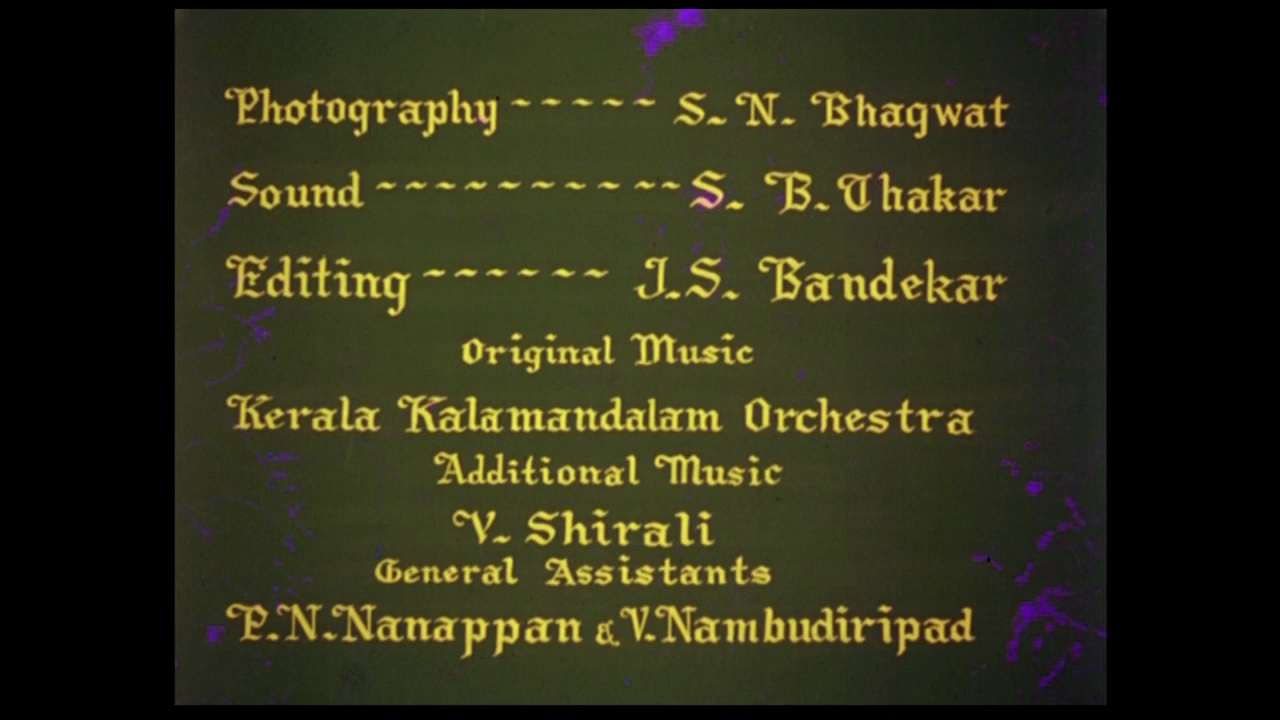 Photography ----- S. N. Bhagwat
Sound ----------- S. B. Thakar
Editing ------ J.S. Bandekar
Original Music
Kerala Kalamandalam Orchestra
Additional Music
V. Shirali
General Assistants
P.N.Nanappan & V.Nambudiripad